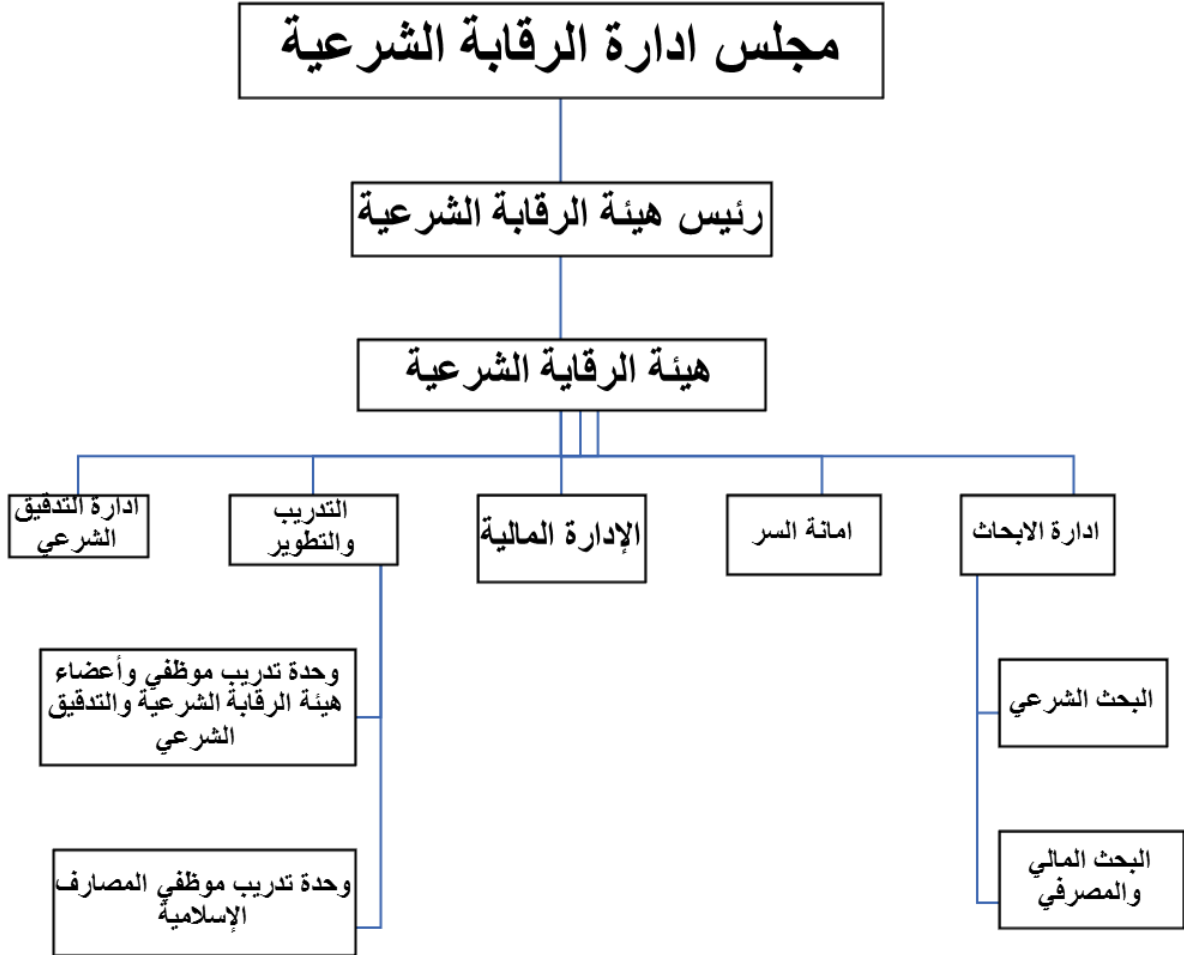 مجلس ادارة الرقابة الشرعية
رئيس هيئة الرقابة الشرعية
هيئة الرقاية الشرعية
ادارة الابحاث
امانة السر
الإدارة المالية
التدريب
والتطوير
ادارة التدقيق
الشرعي
البحث الشرعي
وحدة تدريب موظفي وأعضاء
هيئة الرقابة الشرعية والتدقيق
الشرعي
البحث المالي
والمصرفي
وحدة تدريب موظفي المصارف
الإسلامية